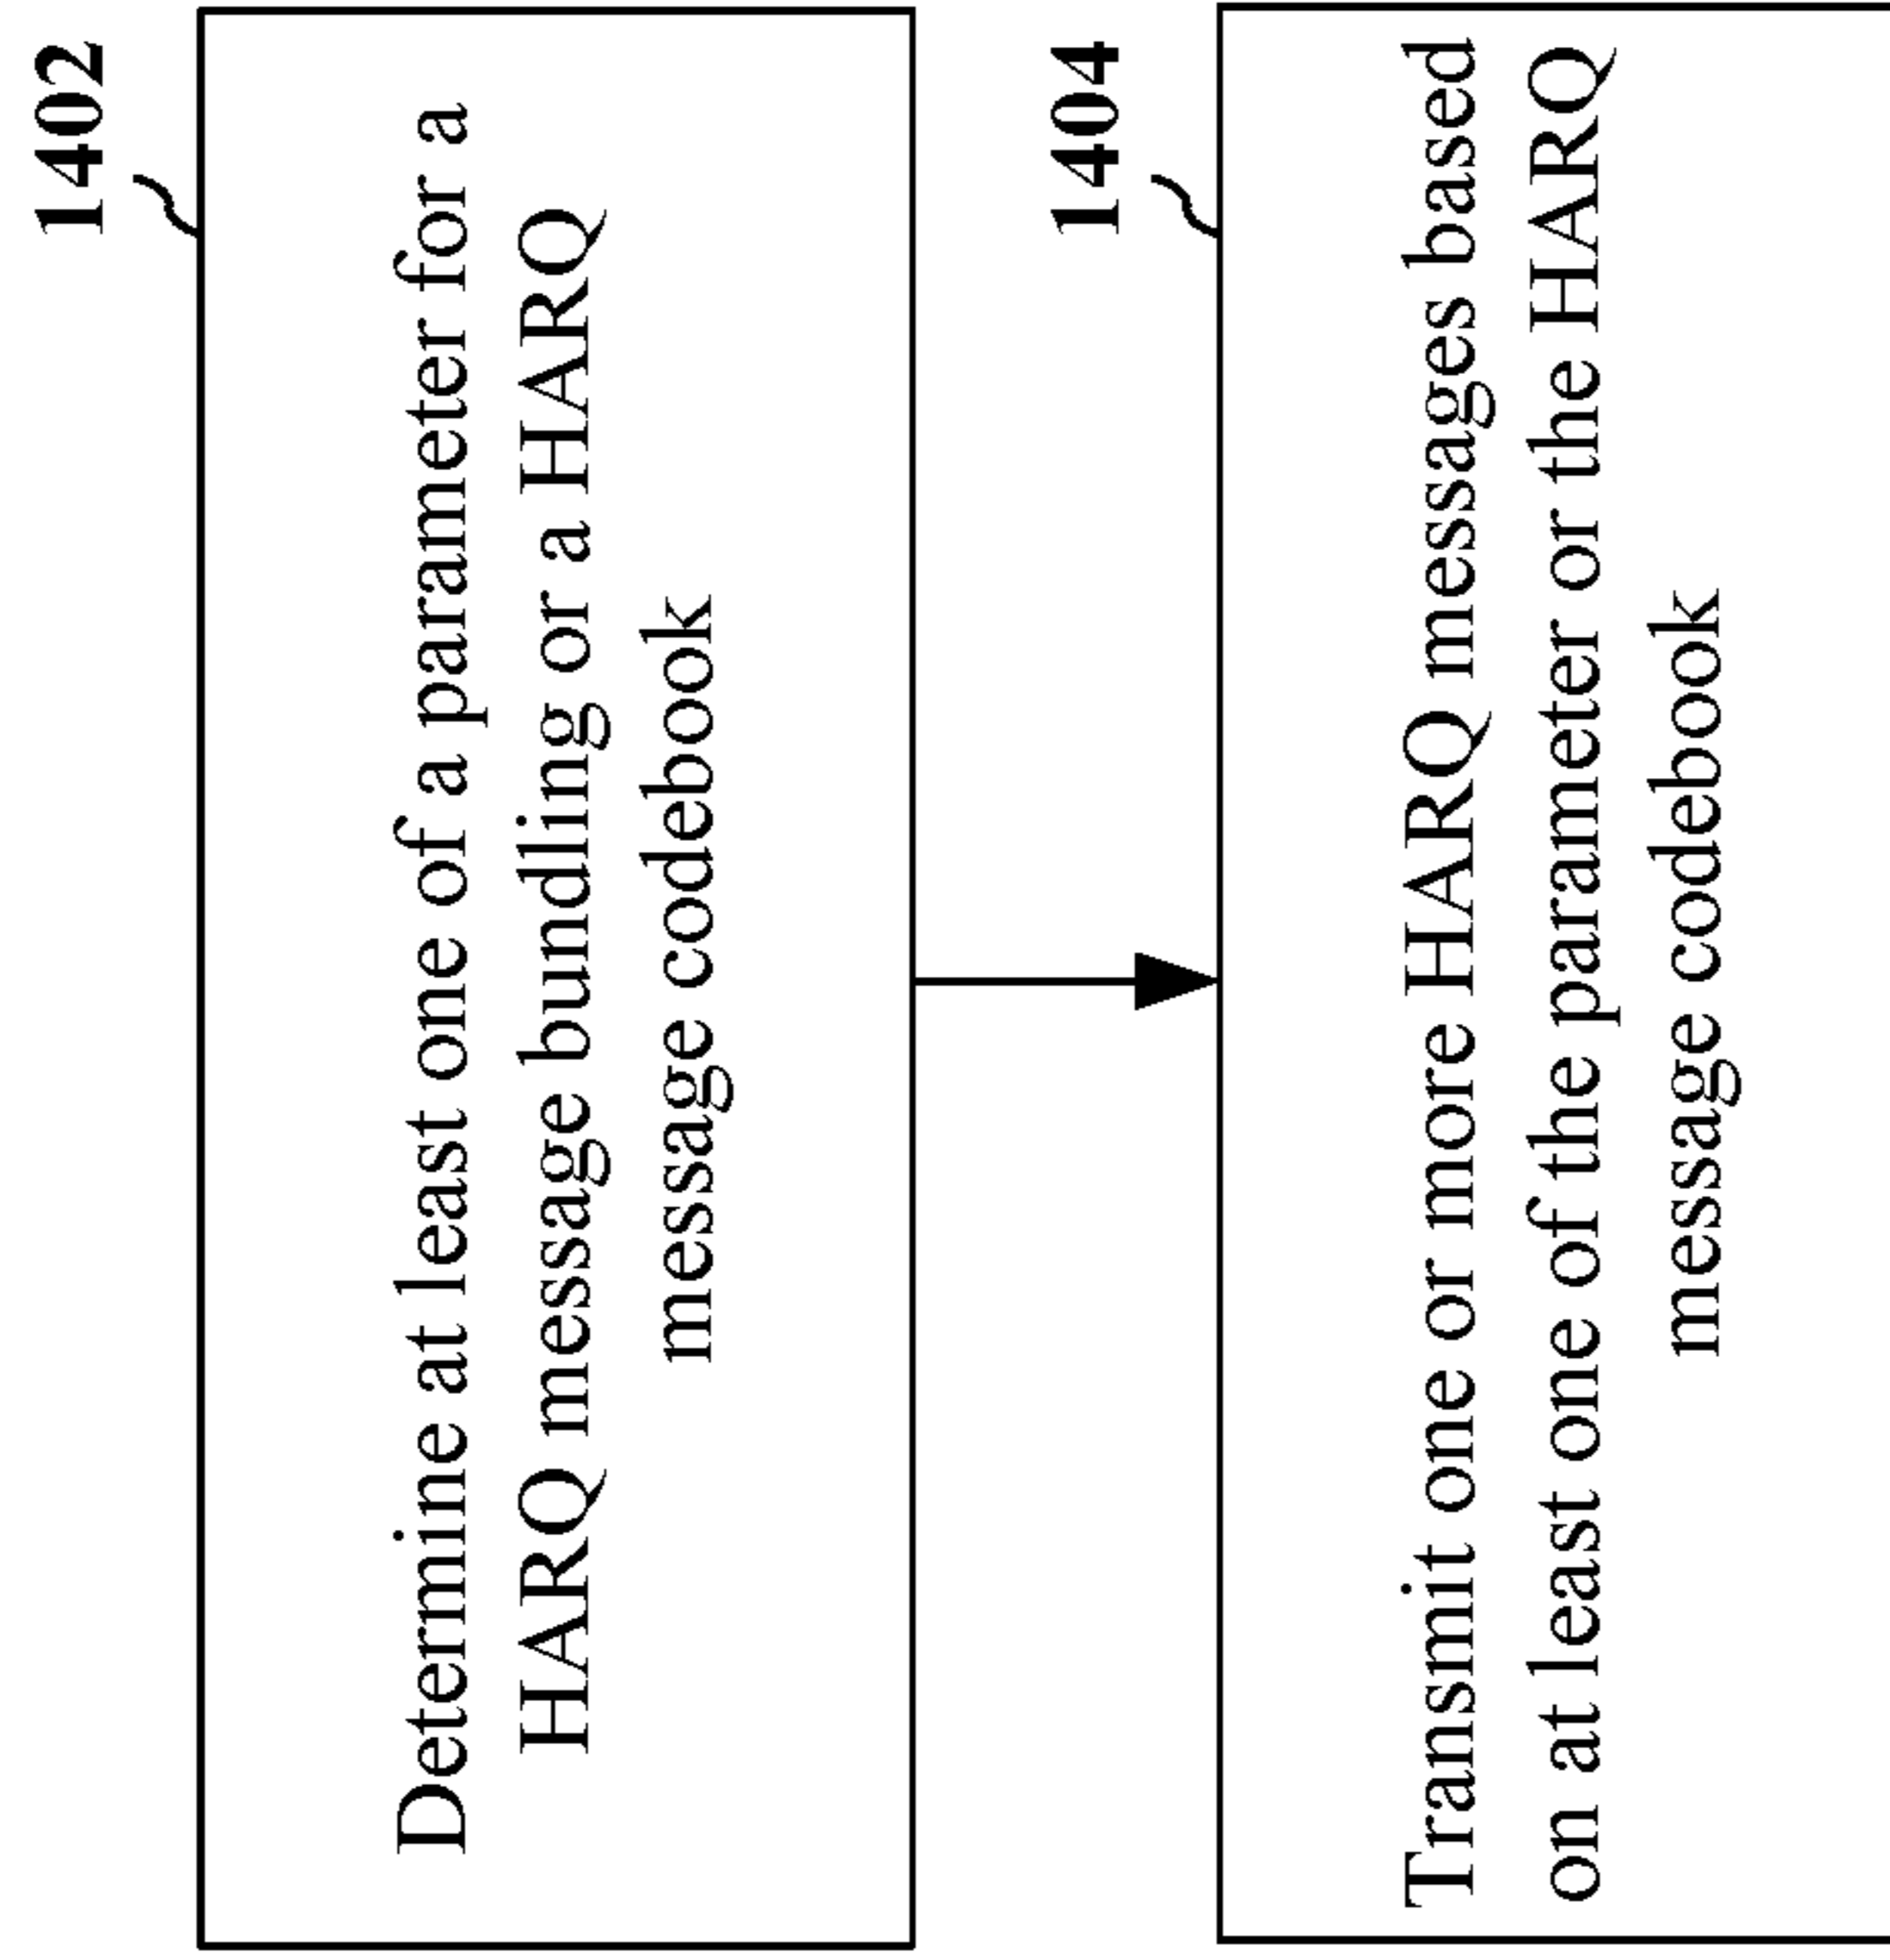 1402
Determine at least one of a parameter for a
HARQ message bundling or a HARQ
message codebook
1404
Transmit one or more HARQ messages based
on at least one of the parameter or the HARQ
message codebook